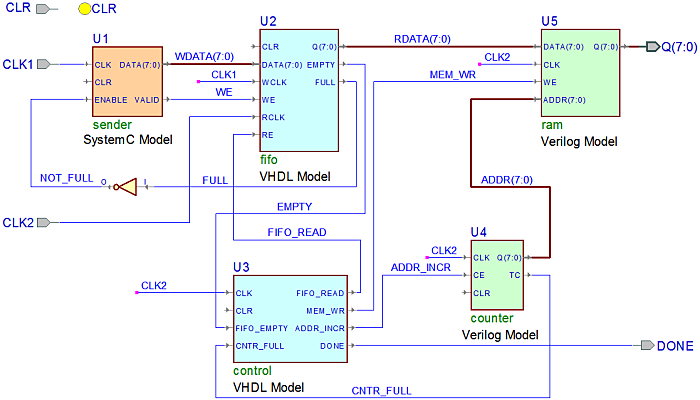 CLR
CLR
CLK1
CLK2
U1
CLK DATA(7:0)
CLR
ENABLE VALID
sender
SystemC Model
WDATA(7:0)
CLK1
WE
U2
CLR Q(7:0)
DATA(7:0) EMPTY
WCLK FULL
WE
RCLK
RE
fifo
VHDL Model
RDATA(7:0)
CLK2
MEM_WR
U5
DATA(7:0) Q(7:0)
CLK
WE
ADDR(7:0)
ram
Verilog Model
Q(7:0)
NOT_FULL
O I
FULL
EMPTY
FIFO_READ
ADDR(7:0)
CLK2
U3
CLK FIFO_READ
CLR MEM_WR
FIFO_EMPTY ADDR_INCR
CNTR_FULL DONE
control
VHDL Model
CLK2
ADDR_INCR
U4
CLK Q(7:0)
CE TC
CLR
counter
Verilog Model
DONE
CNTR_FULL